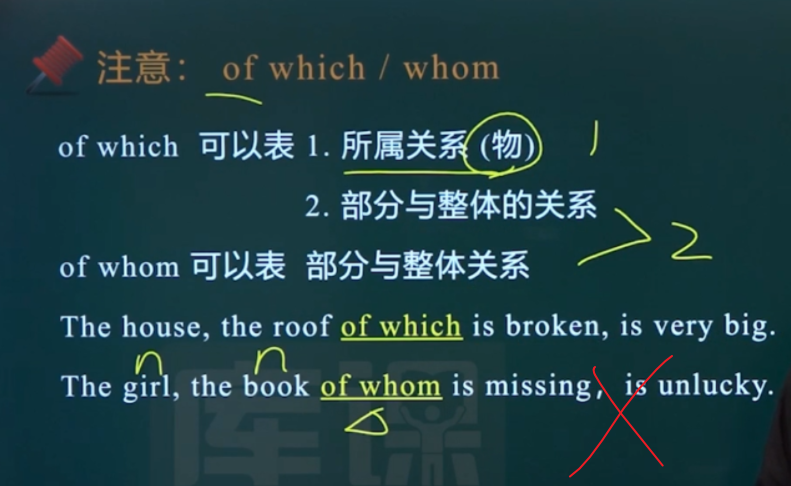 注意： of which / whom
of which 可以表 1. 所属关系 (物) 1
2. 部分与整体的关系
2
of whom 可以表 部分与整体关系
The house, the roof of which is broken, is very big.
n n
The girl, the book of whom is missing, is unlucky.
库课